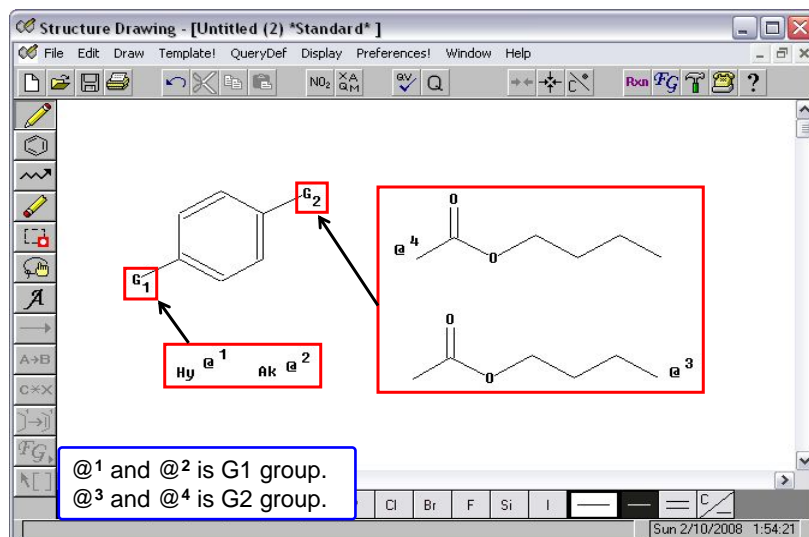 Structure Drawing - [Untitled (2) *Standard* ]
File Edit Draw Template! QueryDef Display Preferences! Window Help
NO₂ XA QM QV Q C Rxn FG ?
G₂
O
@ 4
O
G₁
O
Hy @ 1 Ak @ 2
O
@ 3
A
A→B
C✕X
FG
@¹ and @² is G1 group.
@³ and @⁴ is G2 group.
Cl Br F Si I C
Sun 2/10/2008 1:54:21